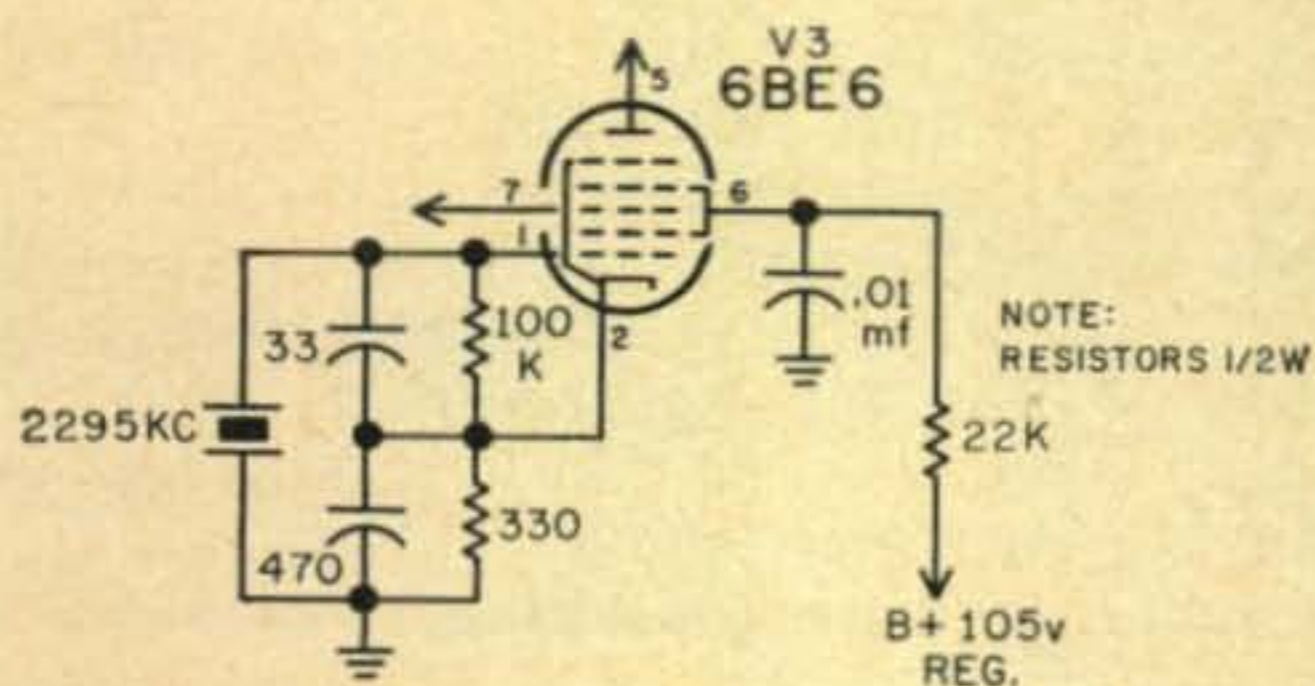 V3
6BE6
5
7
6
1
2
33
100
K
.01
mf
NOTE:
RESISTORS 1/2W
2295KC
22K
470
330
B+ 105v
REG.